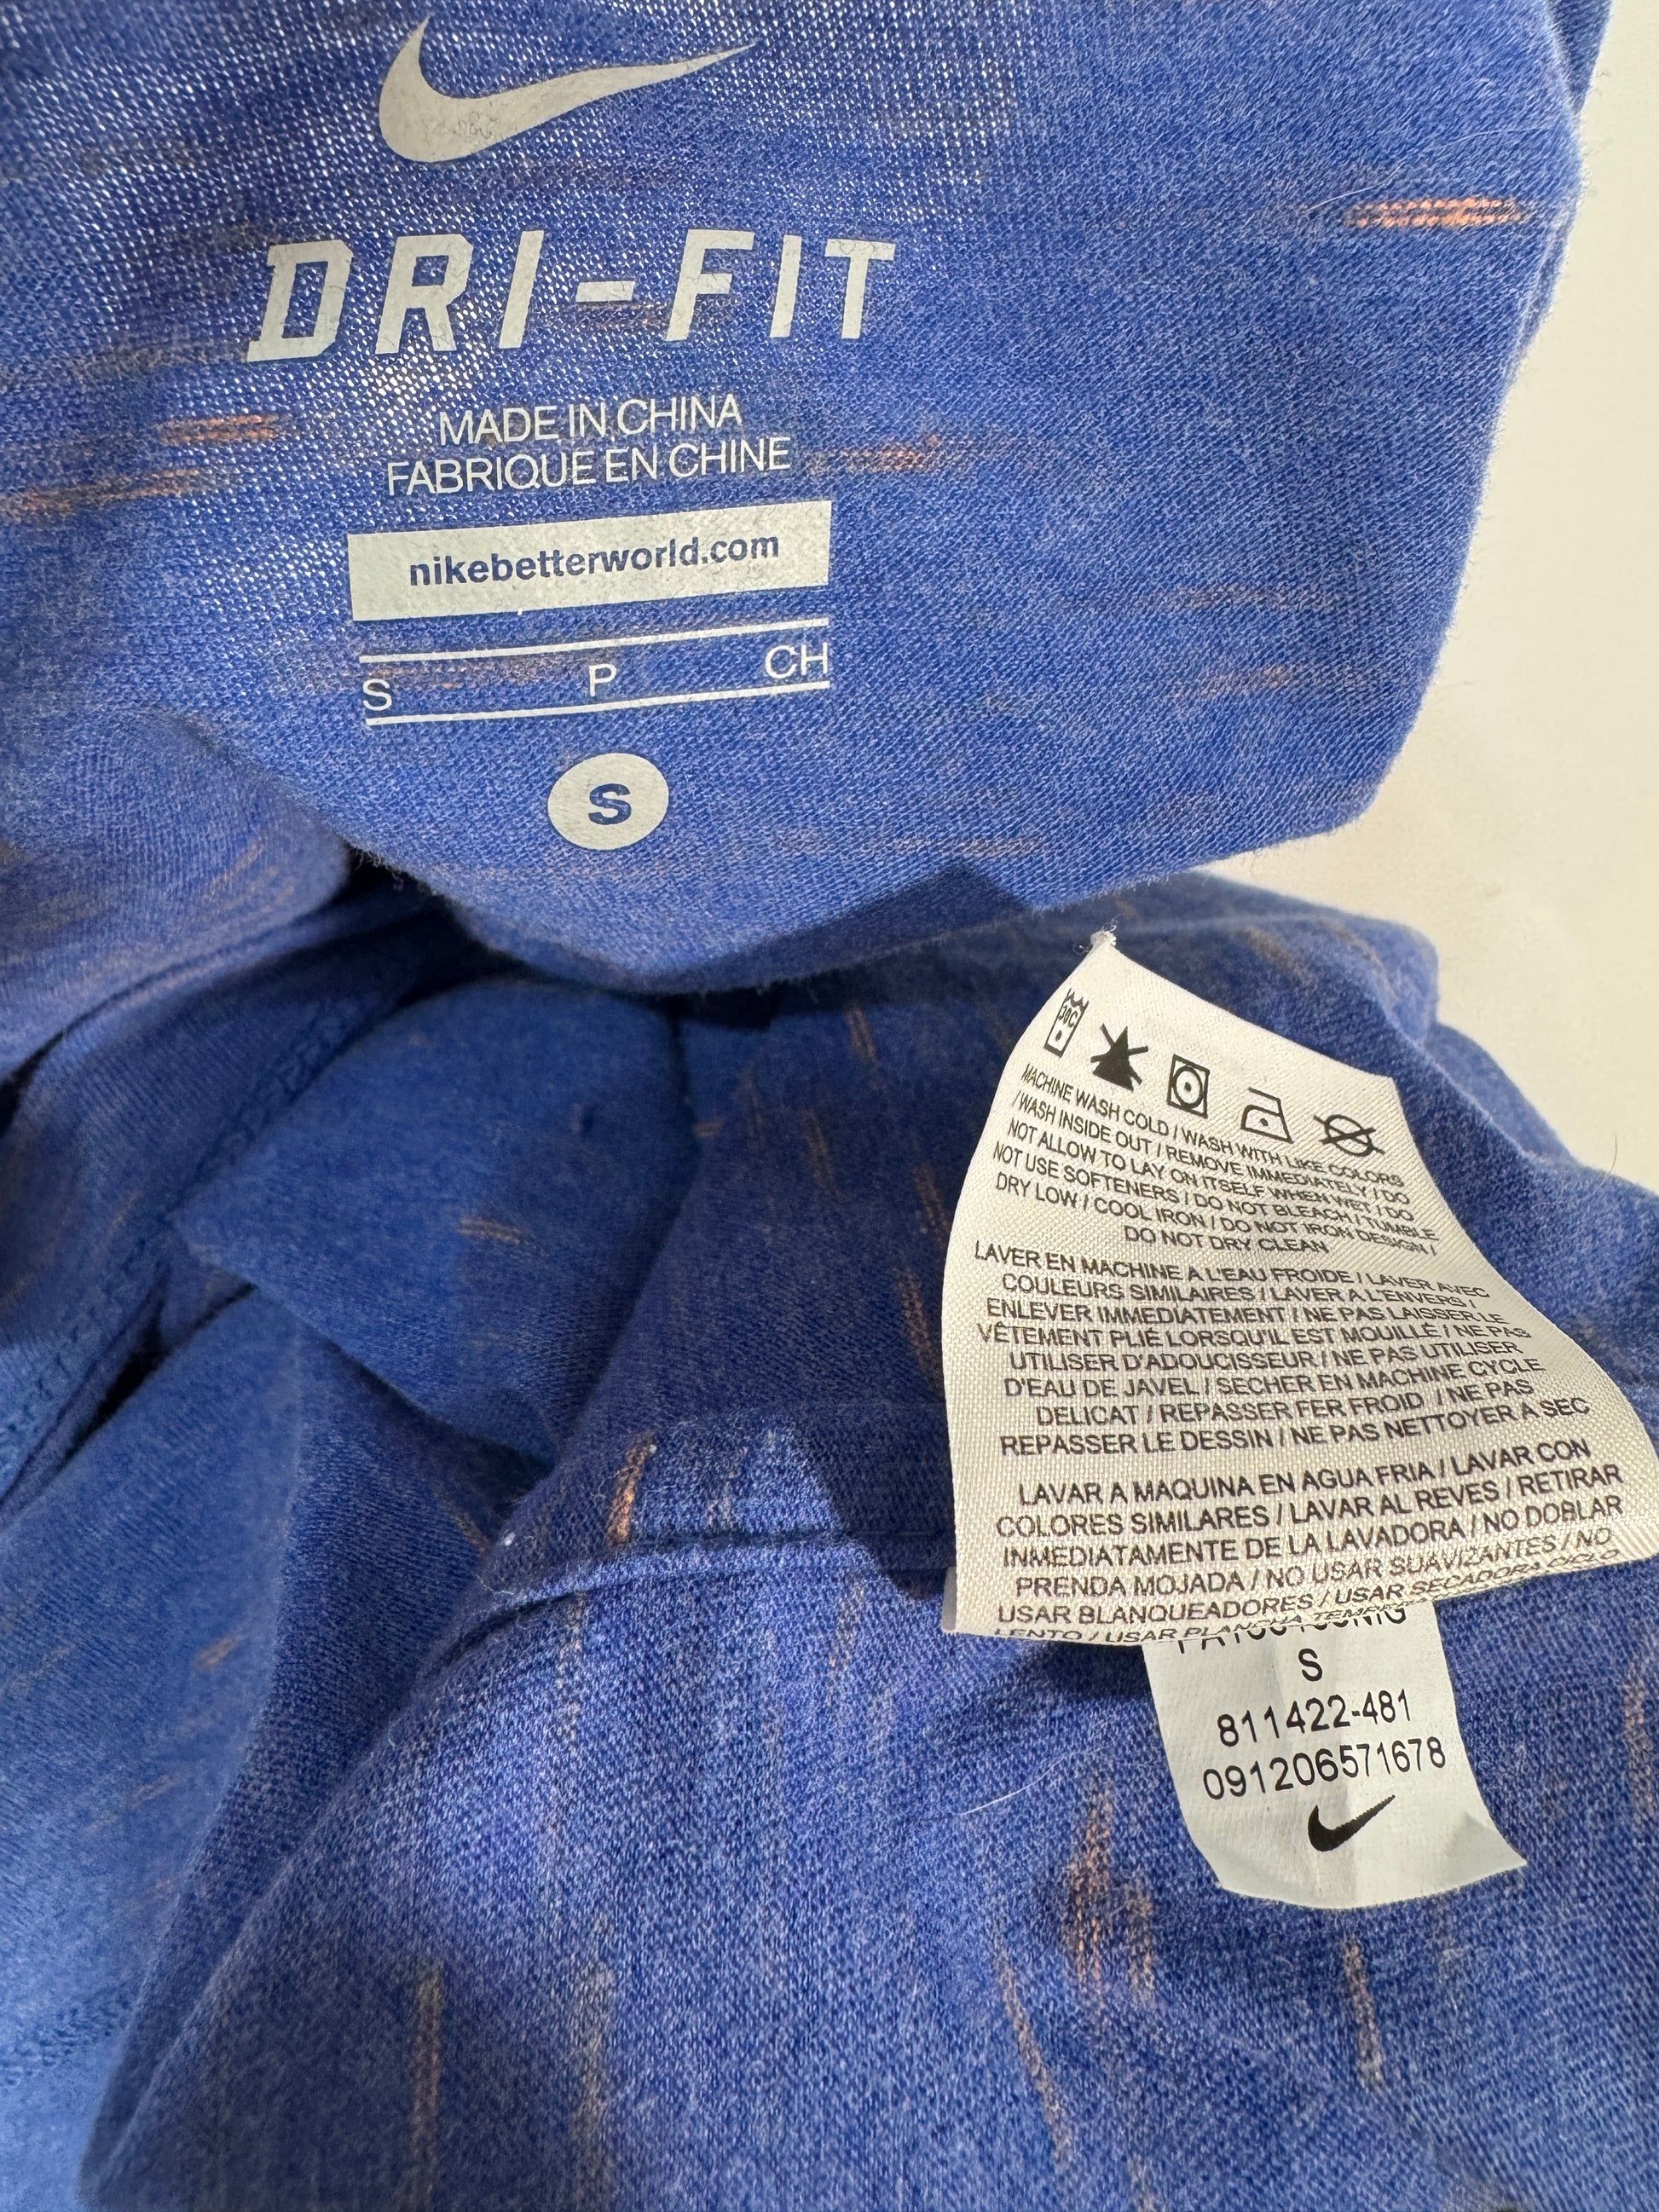 DRI-FIT
MADE IN CHINA
FABRIQUE EN CHINE
nikebetterworld.com
S P CH
S
30C
MACHINE WASH COLD / WASH WITH LIKE COLORS
/ WASH INSIDE OUT / REMOVE IMMEDIATELY / DO
NOT ALLOW TO LAY ON ITSELF WHEN WET / DO
NOT USE SOFTENERS / DO NOT BLEACH / TUMBLE
DRY LOW / COOL IRON / DO NOT IRON DESIGN /
DO NOT DRY CLEAN
LAVER EN MACHINE A L'EAU FROIDE / LAVER AVEC
COULEURS SIMILAIRES / LAVER A L'ENVERS /
ENLEVER IMMEDIATEMENT / NE PAS LAISSER LE
VÊTEMENT PLIÉ LORSQU'IL EST MOUILLÉ / NE PAS
UTILISER D'ADOUCISSEUR / NE PAS UTILISER
D'EAU DE JAVEL / SECHER EN MACHINE CYCLE
DELICAT / REPASSER FER FROID / NE PAS
REPASSER LE DESSIN / NE PAS NETTOYER A SEC
LAVAR A MAQUINA EN AGUA FRIA / LAVAR CON
COLORES SIMILARES / LAVAR AL REVES / RETIRAR
INMEDIATAMENTE DE LA LAVADORA / NO DOBLAR
PRENDA MOJADA / NO USAR SUAVIZANTES / NO
USAR BLANQUEADORES / USAR SECADORA CICLO
LENTO / USAR PLANCHA
S
811422-481
091206571678